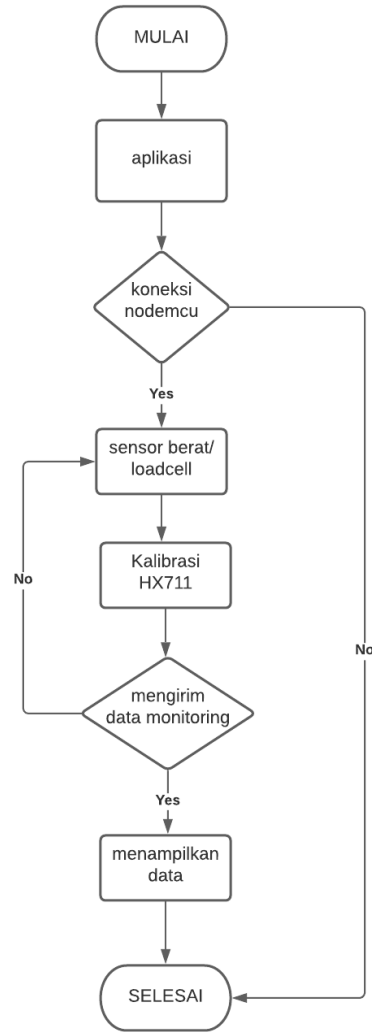 MULAI
aplikasi
koneksi
nodemcu
Yes
sensor berat/
loadcell
Kalibrasi
HX711
No
No
mengirim
data monitoring
Yes
menampilkan
data
SELESAI